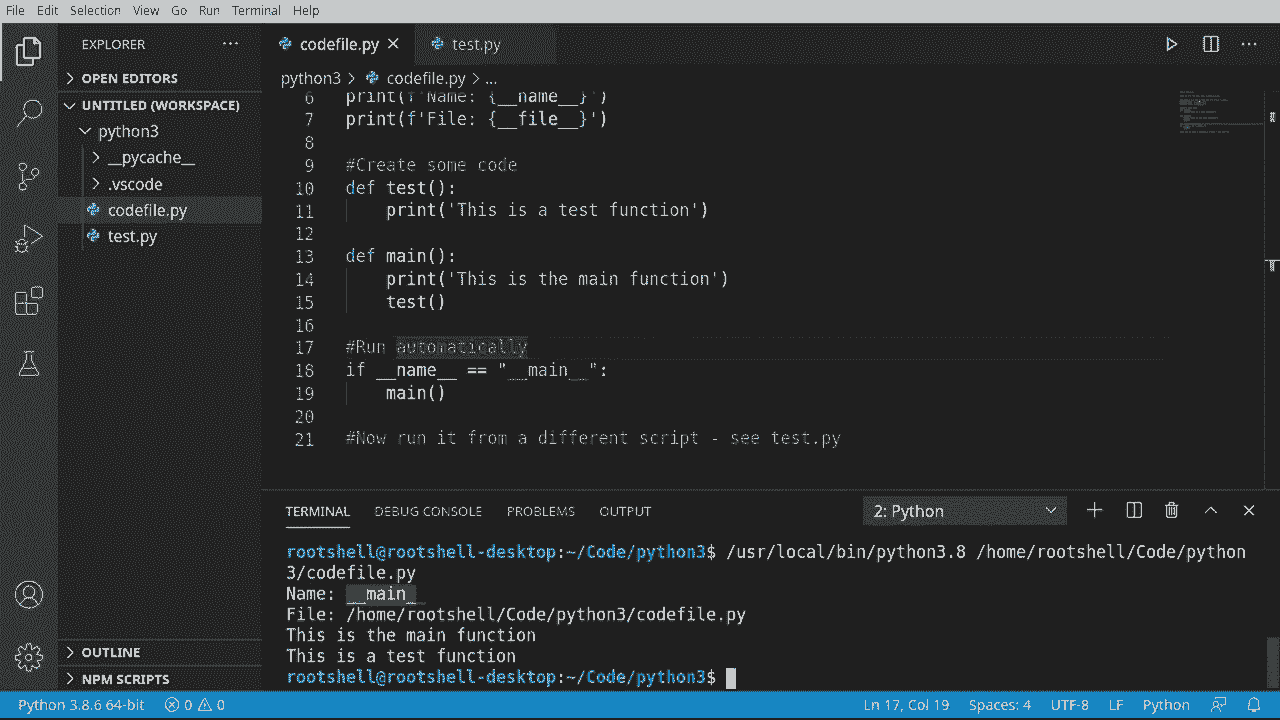 File Edit Selection View Go Run Terminal Help
EXPLORER ···
codefile.py × test.py
OPEN EDITORS
UNTITLED (WORKSPACE)
python3
__pycache__
.vscode
codefile.py
test.py
OUTLINE
NPM SCRIPTS
python3 > codefile.py > ...
6 print(f'Name: {__name__}')
7 print(f'File: {__file__}')
8
9 #Create some code
10 def test():
11 print('This is a test function')
12
13 def main():
14 print('This is the main function')
15 test()
16
17 #Run automatically
18 if __name__ == "__main__":
19 main()
20
21 #Now run it from a different script - see test.py
TERMINAL DEBUG CONSOLE PROBLEMS OUTPUT 2: Python
rootshell@rootshell-desktop:~/Code/python3$ /usr/local/bin/python3.8 /home/rootshell/Code/python
3/codefile.py
Name: __main__
File: /home/rootshell/Code/python3/codefile.py
This is the main function
This is a test function
rootshell@rootshell-desktop:~/Code/python3$
Python 3.8.6 64-bit 0 0 Ln 17, Col 19 Spaces: 4 UTF-8 LF Python